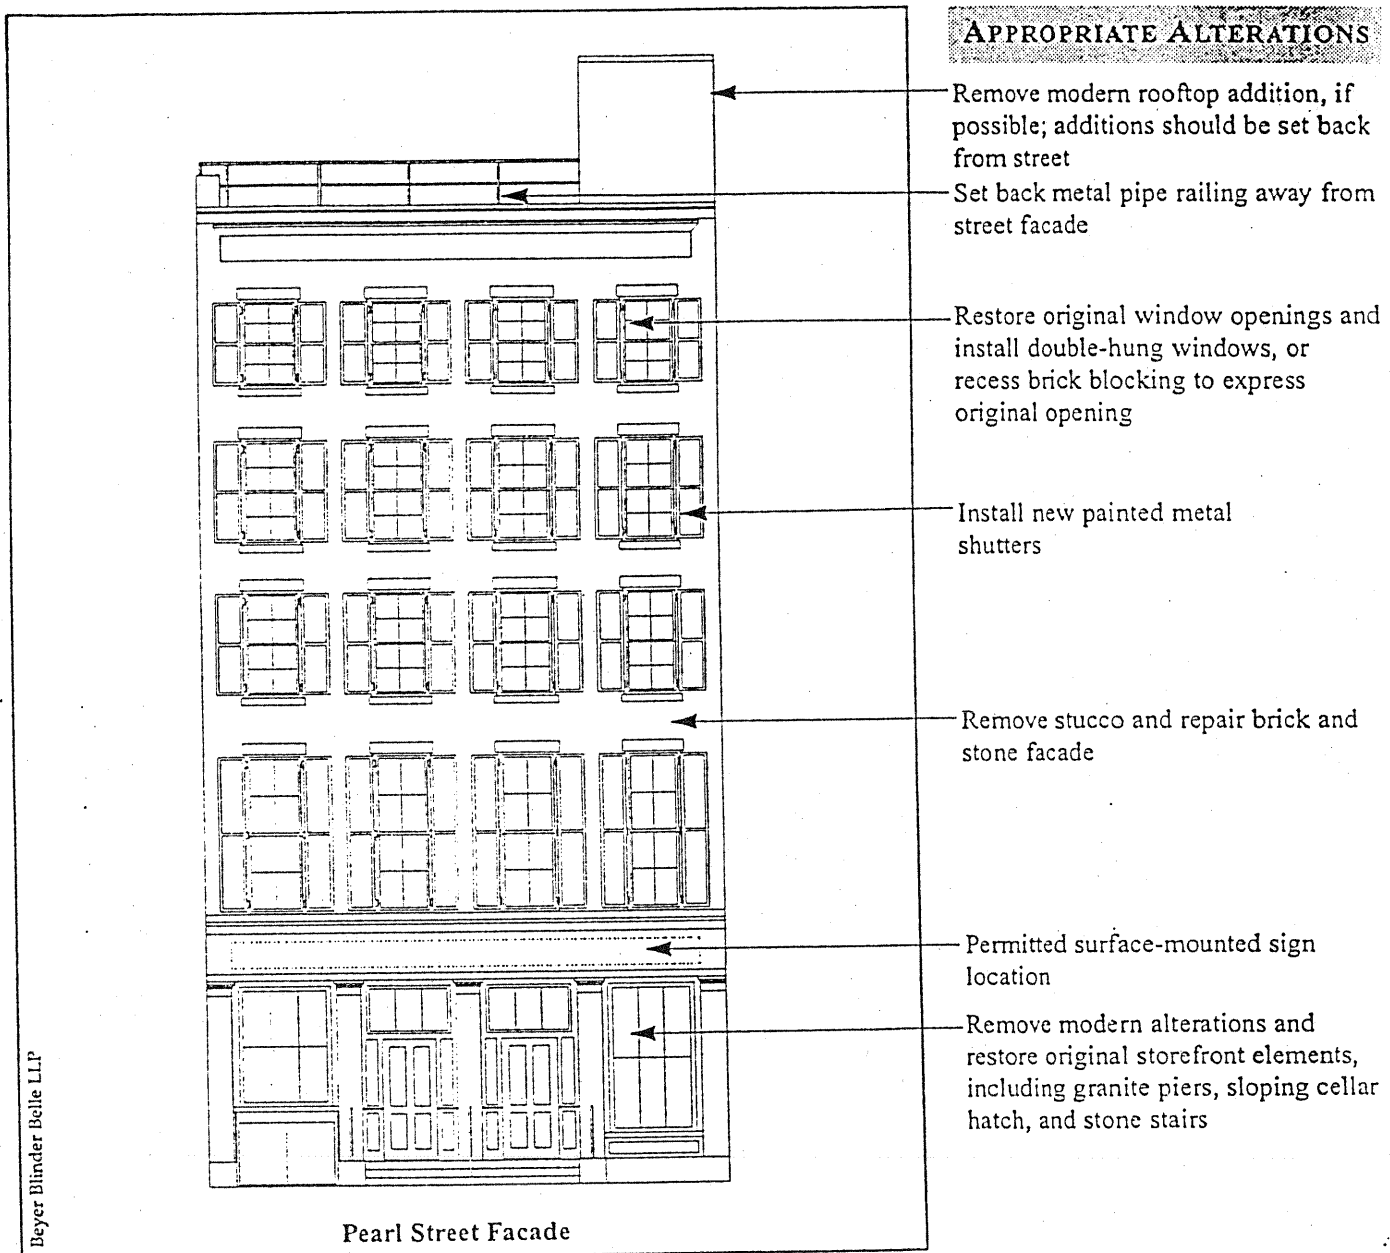 APPROPRIATE ALTERATIONS
Remove modern rooftop addition, if
possible; additions should be set back
from street
Set back metal pipe railing away from
street facade
Restore original window openings and
install double-hung windows, or
recess brick blocking to express
original opening
Install new painted metal
shutters
Remove stucco and repair brick and
stone facade
Permitted surface-mounted sign
location
Remove modern alterations and
restore original storefront elements,
including granite piers, sloping cellar
hatch, and stone stairs
Beyer Blinder Belle LLP
Pearl Street Facade